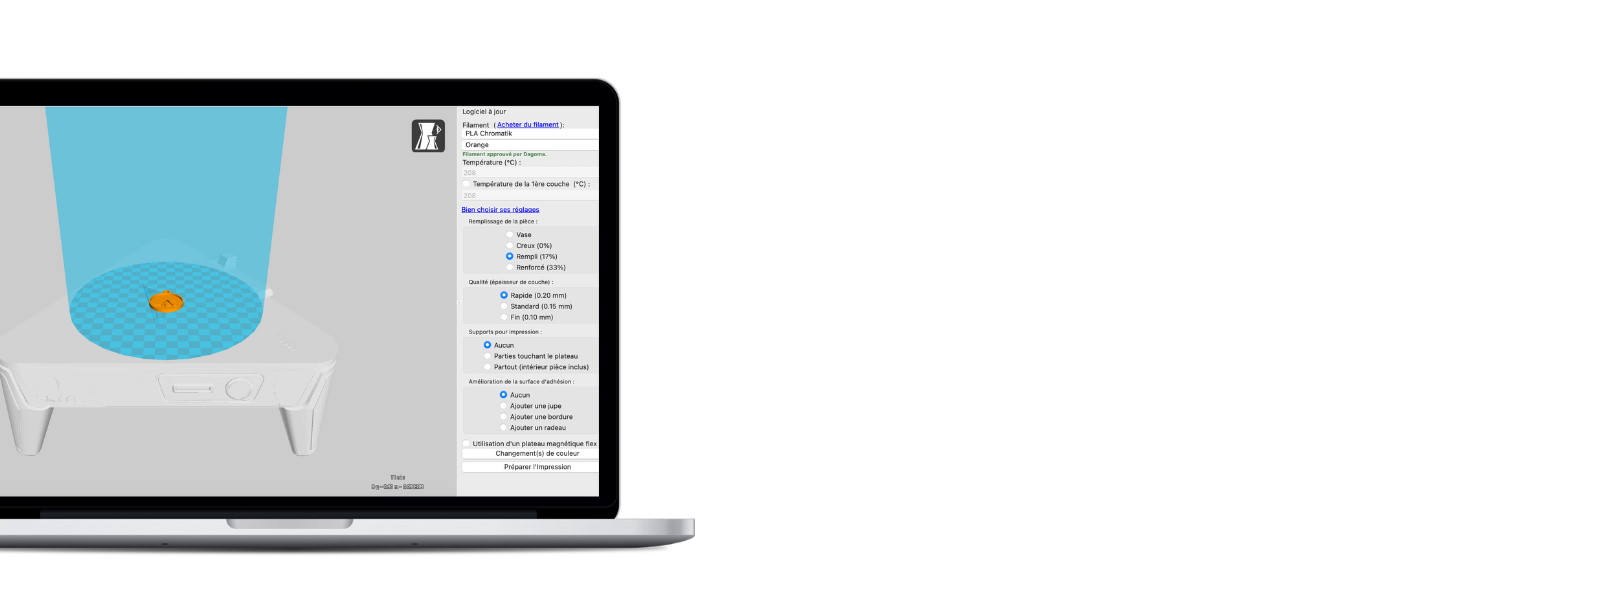 Logiciel à jour
Filament ( Acheter du filament ):
PLA Chromatik
Orange
Filament approuvé par Dagoma.
Température (°C) :
208
Température de la 1ère couche (°C) :
208
Bien choisir ses réglages
Remplissage de la pièce :
Vase
Creux (0%)
Rempli (17%)
Renforcé (33%)
Qualité (épaisseur de couche) :
Rapide (0.20 mm)
Standard (0.15 mm)
Fin (0.10 mm)
Supports pour impression :
Aucun
Parties touchant le plateau
Partout (intérieur pièce inclus)
Amélioration de la surface d'adhésion :
Aucun
Ajouter une jupe
Ajouter une bordure
Ajouter un radeau
Utilisation d'un plateau magnétique flex
Changement(s) de couleur
Préparer l'Impression